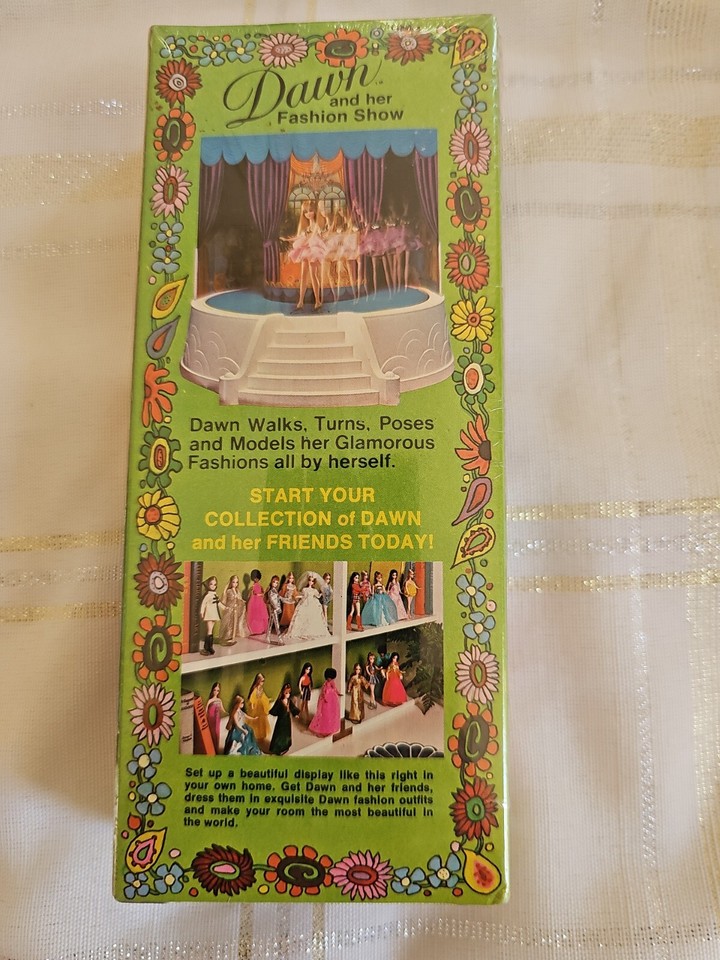 Dawn
and her
Fashion Show
Dawn Walks, Turns, Poses
and Models her Glamorous
Fashions all by herself.
START YOUR
COLLECTION of DAWN
and her FRIENDS TODAY!
Set up a beautiful display like this right in
your own home. Get Dawn and her friends,
dress them in exquisite Dawn fashion outfits
and make your room the most beautiful in
the world.